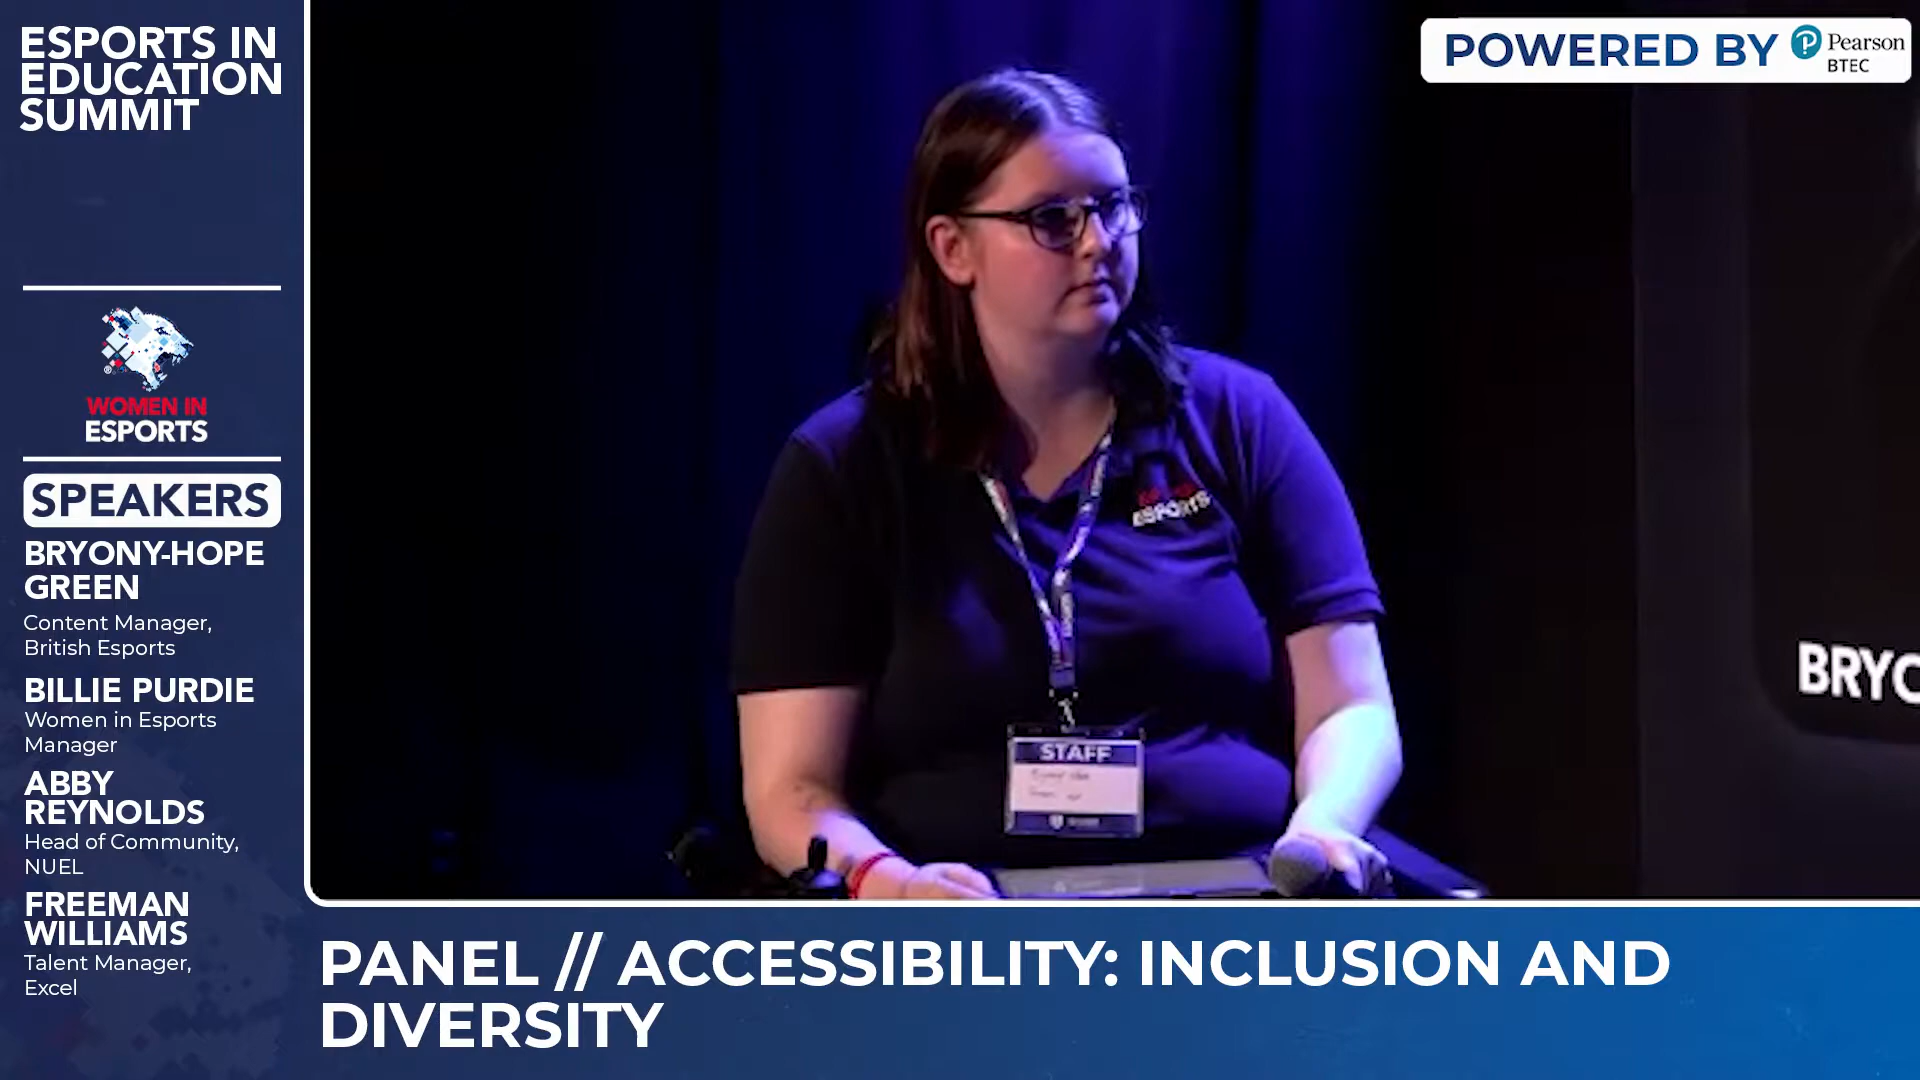 ESPORTS IN
EDUCATION
SUMMIT
®
WOMEN IN
ESPORTS
SPEAKERS
BRYONY-HOPE
GREEN
Content Manager,
British Esports
BILLIE PURDIE
Women in Esports
Manager
ABBY
REYNOLDS
Head of Community,
NUEL
FREEMAN
WILLIAMS
Talent Manager,
Excel
POWERED BY
Pearson
BTEC
ESPORTS
STAFF
BRYO
PANEL // ACCESSIBILITY: INCLUSION AND
DIVERSITY